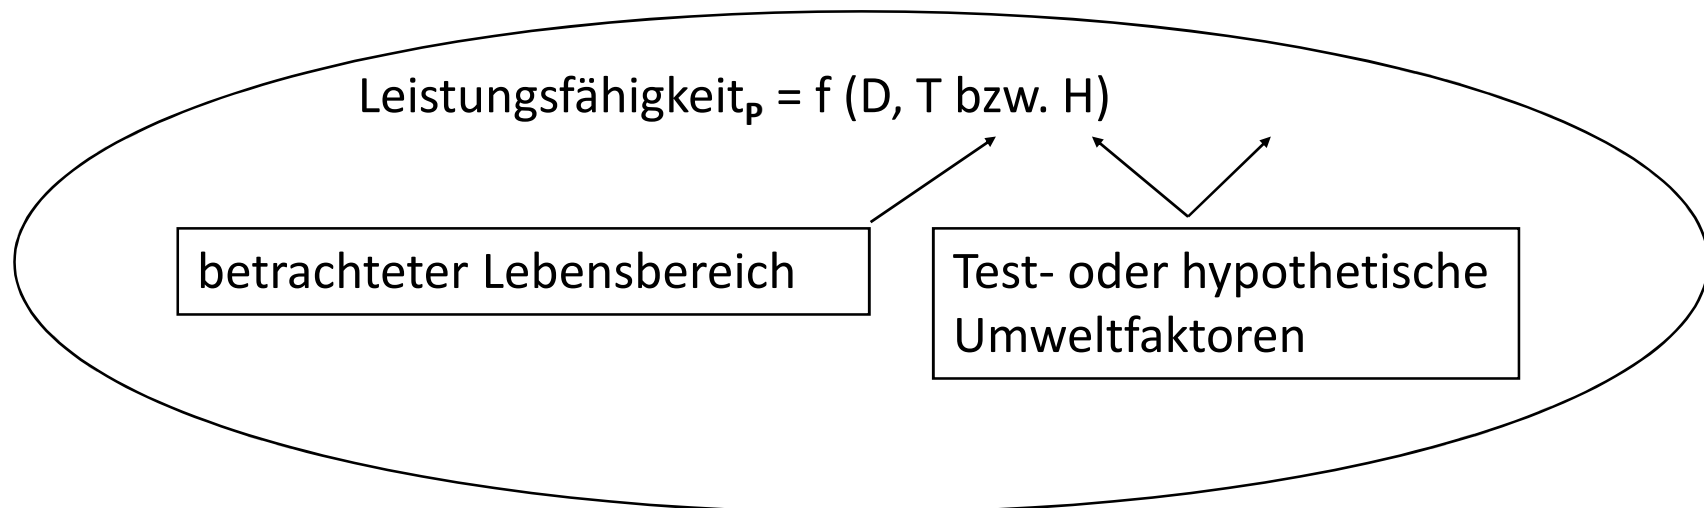 Leistungsfähigkeitₚ = f (D, T bzw. H)
betrachteter Lebensbereich
Test- oder hypothetische
Umweltfaktoren